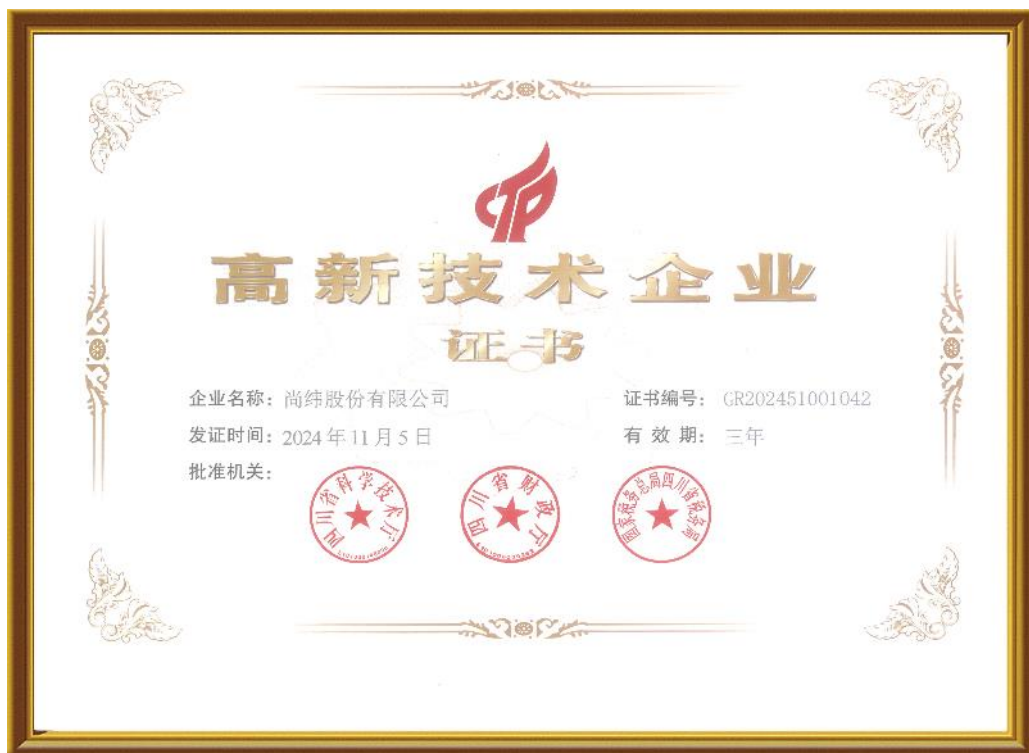 高新技术企业
证书
企业名称：尚纬股份有限公司 证书编号：GR202451001042
发证时间：2024年11月5日 有效期：三年
批准机关：
四川省科学技术厅
四川省财政厅
国家税务总局四川省税务局